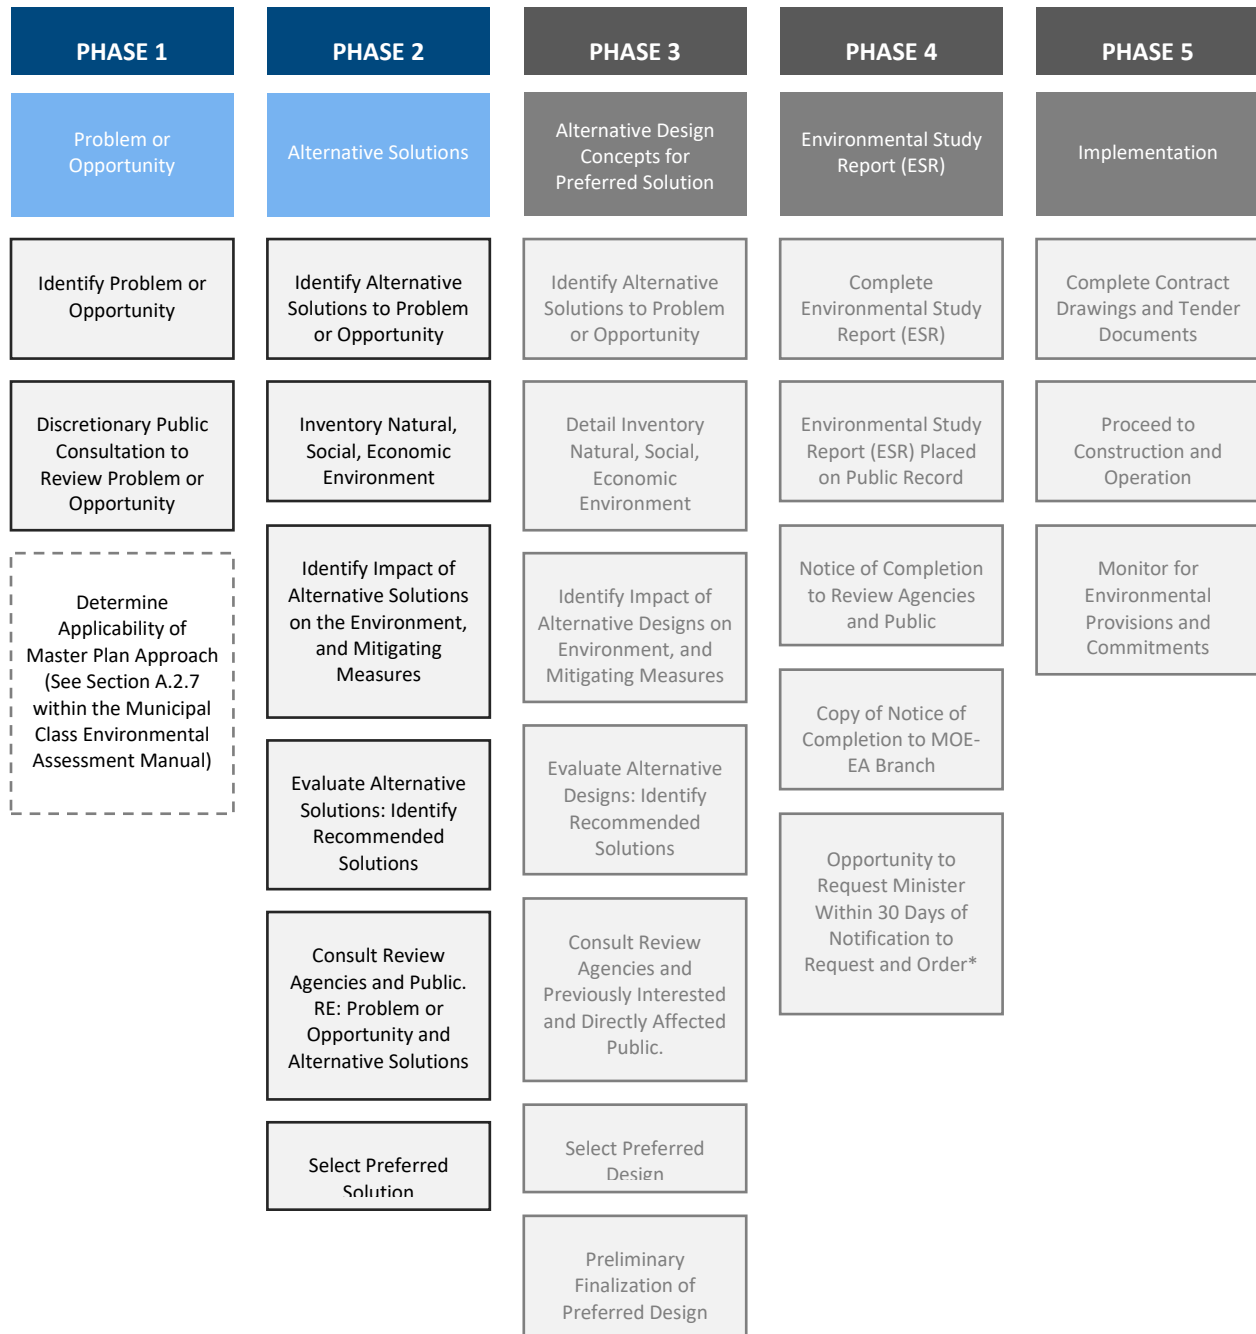 PHASE 1
Problem or
Opportunity
Identify Problem or
Opportunity
Discretionary Public
Consultation to
Review Problem or
Opportunity
Determine
Applicability of
Master Plan Approach
(See Section A.2.7
within the Municipal
Class Environmental
Assessment Manual)
PHASE 2
Alternative Solutions
Identify Alternative
Solutions to Problem
or Opportunity
Inventory Natural,
Social, Economic
Environment
Identify Impact of
Alternative Solutions
on the Environment,
and Mitigating
Measures
Evaluate Alternative
Solutions: Identify
Recommended
Solutions
Consult Review
Agencies and Public.
RE: Problem or
Opportunity and
Alternative Solutions
Select Preferred
Solution
PHASE 3
Alternative Design
Concepts for
Preferred Solution
Identify Alternative
Solutions to Problem
or Opportunity
Detail Inventory
Natural, Social,
Economic
Environment
Identify Impact of
Alternative Designs on
Environment, and
Mitigating Measures
Evaluate Alternative
Designs: Identify
Recommended
Solutions
Consult Review
Agencies and
Previously Interested
and Directly Affected
Public.
Select Preferred
Design
Preliminary
Finalization of
Preferred Design
PHASE 4
Environmental Study
Report (ESR)
Complete
Environmental Study
Report (ESR)
Environmental Study
Report (ESR) Placed
on Public Record
Notice of Completion
to Review Agencies
and Public
Copy of Notice of
Completion to MOE-
EA Branch
Opportunity to
Request Minister
Within 30 Days of
Notification to
Request and Order*
PHASE 5
Implementation
Complete Contract
Drawings and Tender
Documents
Proceed to
Construction and
Operation
Monitor for
Environmental
Provisions and
Commitments